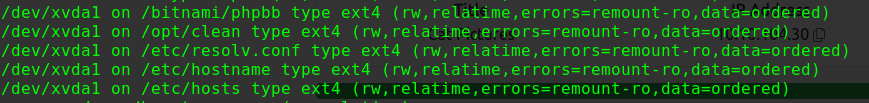 /dev/xvda1 on /bitnami/phpbb type ext4 (rw,relatime,errors=remount-ro,data=ordered)
/dev/xvda1 on /opt/clean type ext4 (rw,relatime,errors=remount-ro,data=ordered)
/dev/xvda1 on /etc/resolv.conf type ext4 (rw,relatime,errors=remount-ro,data=ordered)
/dev/xvda1 on /etc/hostname type ext4 (rw,relatime,errors=remount-ro,data=ordered)
/dev/xvda1 on /etc/hosts type ext4 (rw,relatime,errors=remount-ro,data=ordered)